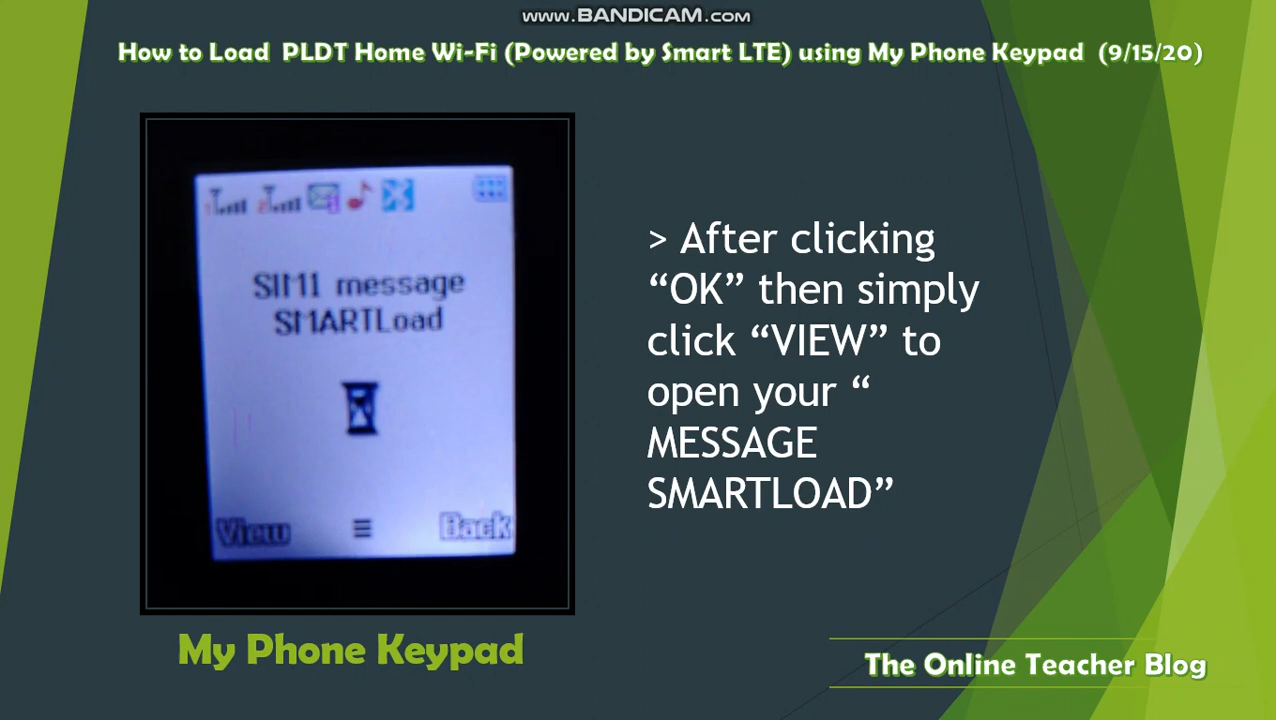 www.BANDICAM.com
How to Load PLDT Home Wi-Fi (Powered by Smart LTE) using My Phone Keypad (9/15/20)
SIM1 message
SMARTLoad
View
Back
> After clicking
“OK” then simply
click “VIEW” to
open your “
MESSAGE
SMARTLOAD”
My Phone Keypad
The Online Teacher Blog